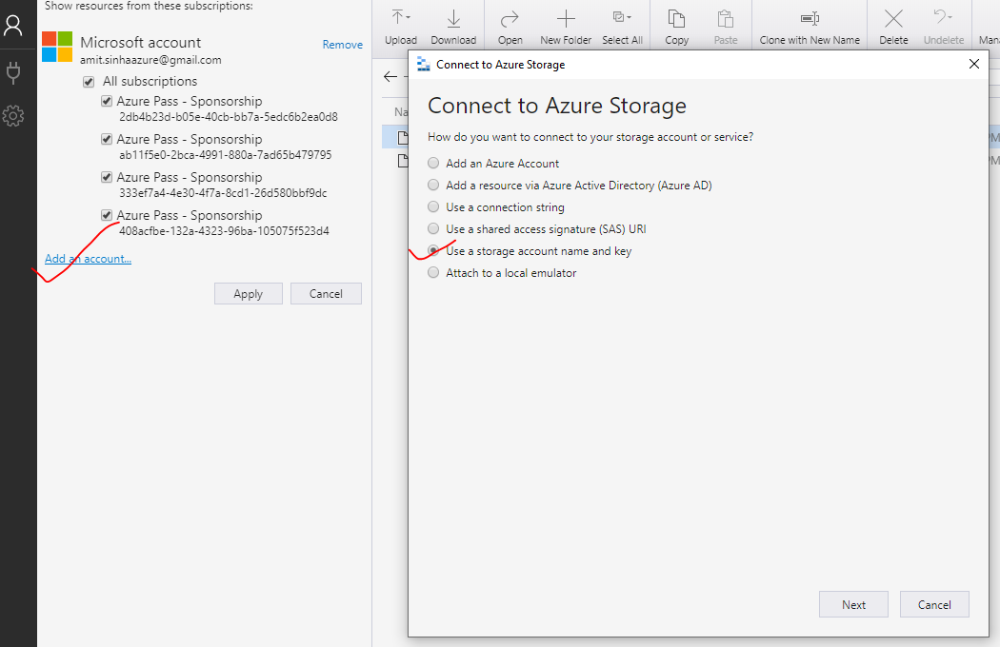 Show resources from these subscriptions:
Microsoft account
Remove
amit.sinhaazure@gmail.com
All subscriptions
Azure Pass - Sponsorship
2db4b23d-b05e-40cb-bb7a-5edc6b2ea0d8
Azure Pass - Sponsorship
ab11f5e0-2bca-4991-880a-7ad65b479795
Azure Pass - Sponsorship
333ef7a4-4e30-4f7a-8cd1-26d580bbf9dc
Azure Pass - Sponsorship
408acfbe-132a-4323-96ba-105075f523d4
Add an account...
Apply
Cancel
Upload
Download
Open
New Folder
Select All
Copy
Paste
Clone with New Name
Delete
Undelete
Connect to Azure Storage
Connect to Azure Storage
How do you want to connect to your storage account or service?
Add an Azure Account
Add a resource via Azure Active Directory (Azure AD)
Use a connection string
Use a shared access signature (SAS) URI
Use a storage account name and key
Attach to a local emulator
Next
Cancel